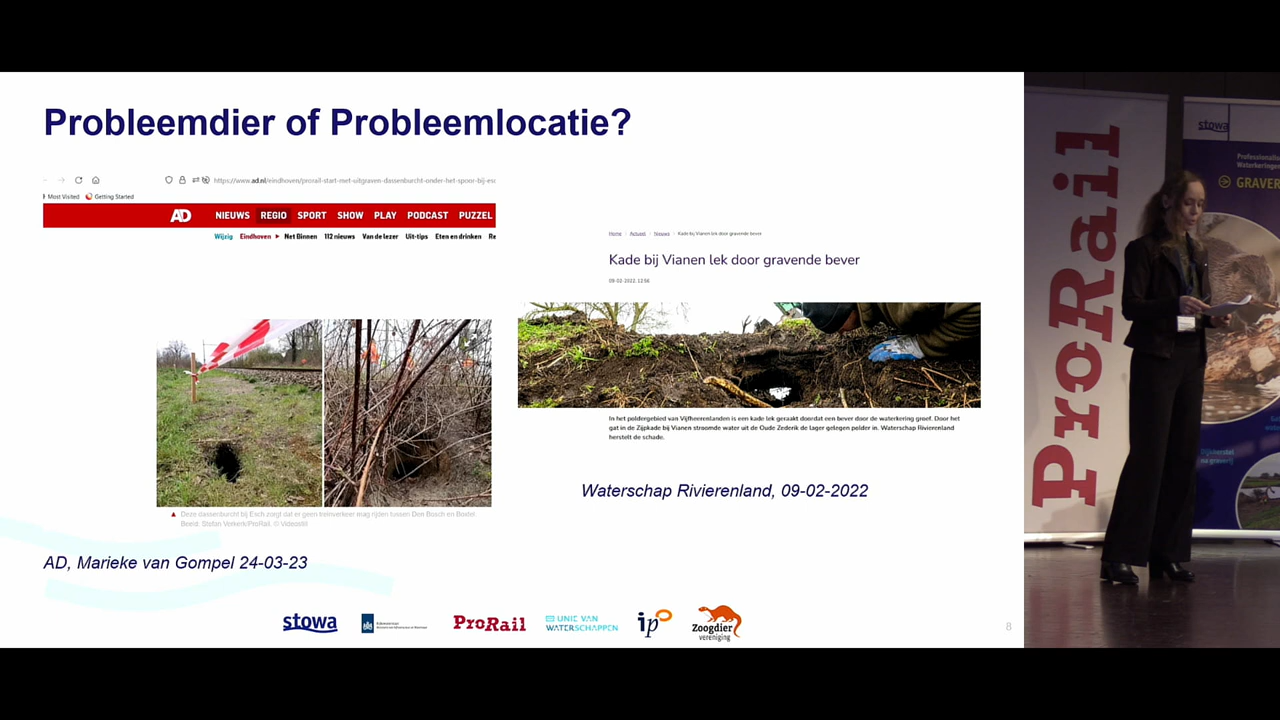 Probleemdier of Probleemlocatie?
https://www.ad.nl/eindhoven/prorail-start-met-uitgraven-dassenburcht-onder-het-spoor-bij-esc
Most Visited Getting Started
AD NIEUWS REGIO SPORT SHOW PLAY PODCAST PUZZEL
Wijzig Eindhoven Net Binnen 112 nieuws Van de lezer Uit-tips Eten en drinken Re
Deze dassenburcht bij Esch zorgt dat er geen treinverkeer mag rijden tussen Den Bosch en Boxtel.
Beeld: Stefan Verkerk/ProRail, © Videostill
AD, Marieke van Gompel 24-03-23
Home Actueel Nieuws Kade bij Vianen lek door gravende bever
Kade bij Vianen lek door gravende bever
09-02-2022, 12:56
In het poldergebied van Vijfheerenlanden is een kade lek geraakt doordat een bever door de waterkering groef. Door het
gat in de Zijpkade bij Vianen stroomde water uit de Oude Zederik de lager gelegen polder in. Waterschap Rivierenland
herstelt de schade.
Waterschap Rivierenland, 09-02-2022
stowa
ProRail
UNIE VAN
WATERSCHAPPEN
ip
Zoogdier
vereniging
8
ProRail
stowa
GRAVER